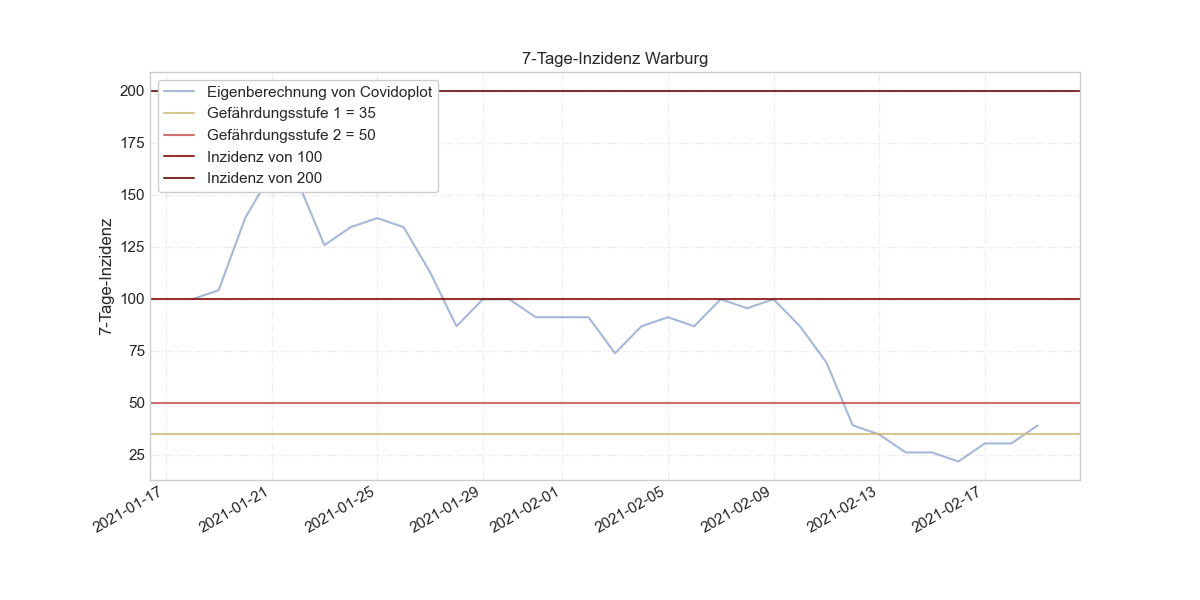 7-Tage-Inzidenz Warburg
Eigenberechnung von Covidoplot
Gefährdungsstufe 1 = 35
Gefährdungsstufe 2 = 50
Inzidenz von 100
Inzidenz von 200
7-Tage-Inzidenz
200
175
150
125
100
75
50
25
2021-01-17
2021-01-21
2021-01-25
2021-01-29
2021-02-01
2021-02-05
2021-02-09
2021-02-13
2021-02-17